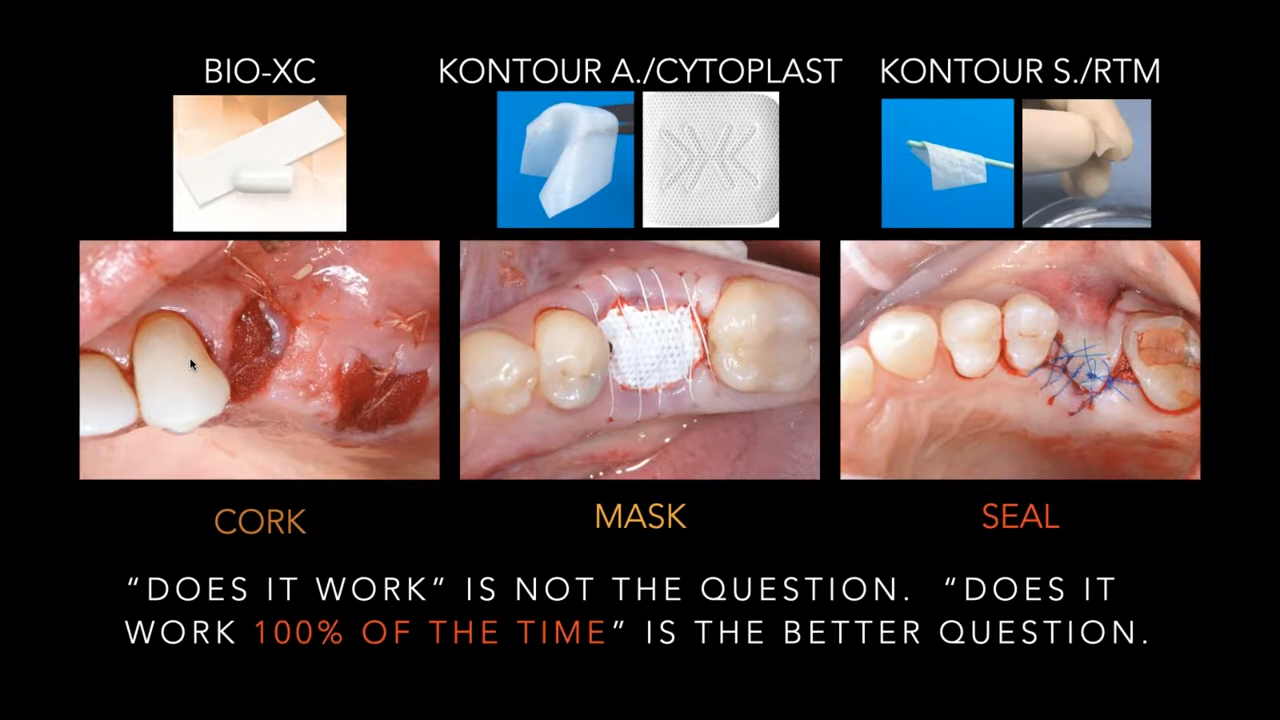 BIO-XC
KONTOUR A./CYTOPLAST
KONTOUR S./RTM
CORK
MASK
SEAL
“DOES IT WORK” IS NOT THE QUESTION. “DOES IT
WORK 100% OF THE TIME” IS THE BETTER QUESTION.